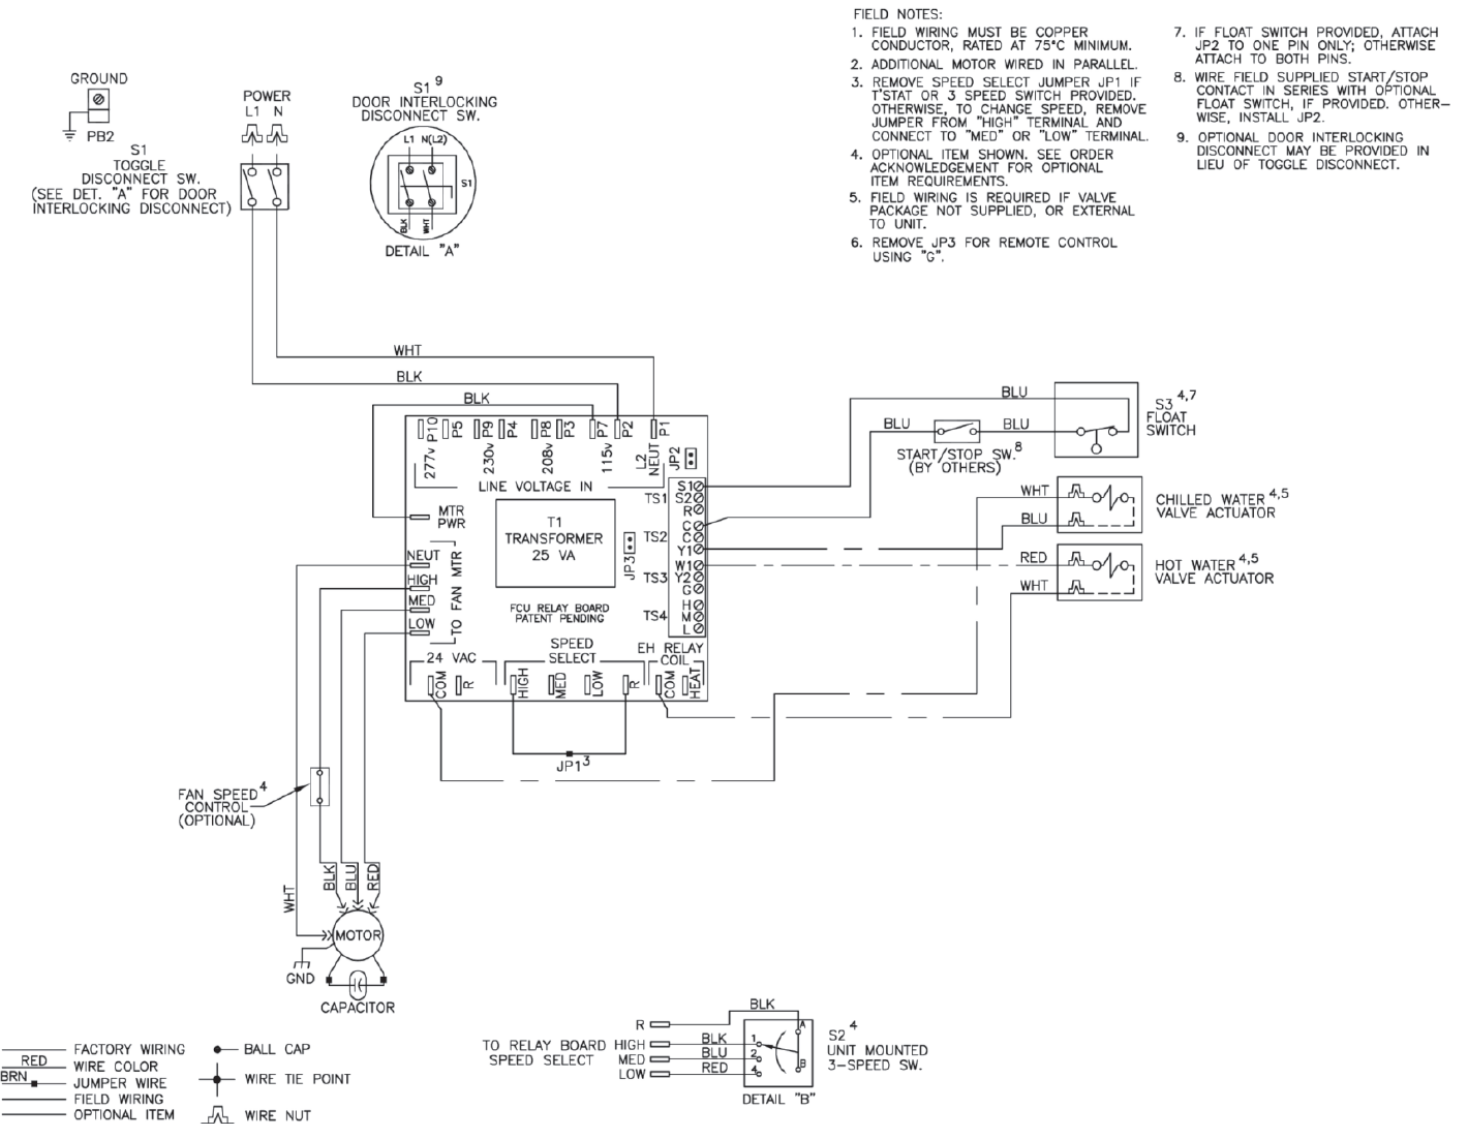 FIELD NOTES:
1. FIELD WIRING MUST BE COPPER
CONDUCTOR, RATED AT 75°C MINIMUM.
2. ADDITIONAL MOTOR WIRED IN PARALLEL.
3. REMOVE SPEED SELECT JUMPER JP1 IF
T'STAT OR 3 SPEED SWITCH PROVIDED.
OTHERWISE, TO CHANGE SPEED, REMOVE
JUMPER FROM "HIGH" TERMINAL AND
CONNECT TO "MED" OR "LOW" TERMINAL.
4. OPTIONAL ITEM SHOWN. SEE ORDER
ACKNOWLEDGEMENT FOR OPTIONAL
ITEM REQUIREMENTS.
5. FIELD WIRING IS REQUIRED IF VALVE
PACKAGE NOT SUPPLIED, OR EXTERNAL
TO UNIT.
6. REMOVE JP3 FOR REMOTE CONTROL
USING "G".
7. IF FLOAT SWITCH PROVIDED, ATTACH
JP2 TO ONE PIN ONLY; OTHERWISE
ATTACH TO BOTH PINS.
8. WIRE FIELD SUPPLIED START/STOP
CONTACT IN SERIES WITH OPTIONAL
FLOAT SWITCH, IF PROVIDED. OTHER-
WISE, INSTALL JP2.
9. OPTIONAL DOOR INTERLOCKING
DISCONNECT MAY BE PROVIDED IN
LIEU OF TOGGLE DISCONNECT.
GROUND
PB2
POWER
L1 N
S1
TOGGLE
DISCONNECT SW.
(SEE DET. "A" FOR DOOR
INTERLOCKING DISCONNECT)
S1 9
DOOR INTERLOCKING
DISCONNECT SW.
L1 N(L2)
S1
BLK
WHT
DETAIL "A"
WHT
BLK
BLK
277v P10
P5
230v P9
P4
208v P8
P3
115v P7
P2
L2
NEUT P1
JP2
LINE VOLTAGE IN
MTR
PWR
T1
TRANSFORMER
25 VA
JP3
TS1
TS2
TS3
TS4
S1
S2
R
C
C
Y1
W1
Y2
G
H
M
L
NEUT
HIGH
MED
LOW
TO FAN MTR
FCU RELAY BOARD
PATENT PENDING
24 VAC
COM
R
SPEED
SELECT
HIGH
MED
LOW
R
EH RELAY
COIL
COM
HEAT
JP1 3
BLU
BLU
BLU
START/STOP SW. 8
(BY OTHERS)
S3 4,7
FLOAT
SWITCH
WHT
BLU
CHILLED WATER 4,5
VALVE ACTUATOR
RED
WHT
HOT WATER 4,5
VALVE ACTUATOR
FAN SPEED 4
CONTROL
(OPTIONAL)
WHT
BLK
BLU
RED
MOTOR
GND
CAPACITOR
TO RELAY BOARD
SPEED SELECT
R
HIGH
MED
LOW
BLK
BLK
BLU
RED
1
2
4
A
B
S2 4
UNIT MOUNTED
3-SPEED SW.
DETAIL "B"
FACTORY WIRING
RED WIRE COLOR
BRN JUMPER WIRE
FIELD WIRING
OPTIONAL ITEM
BALL CAP
WIRE TIE POINT
WIRE NUT